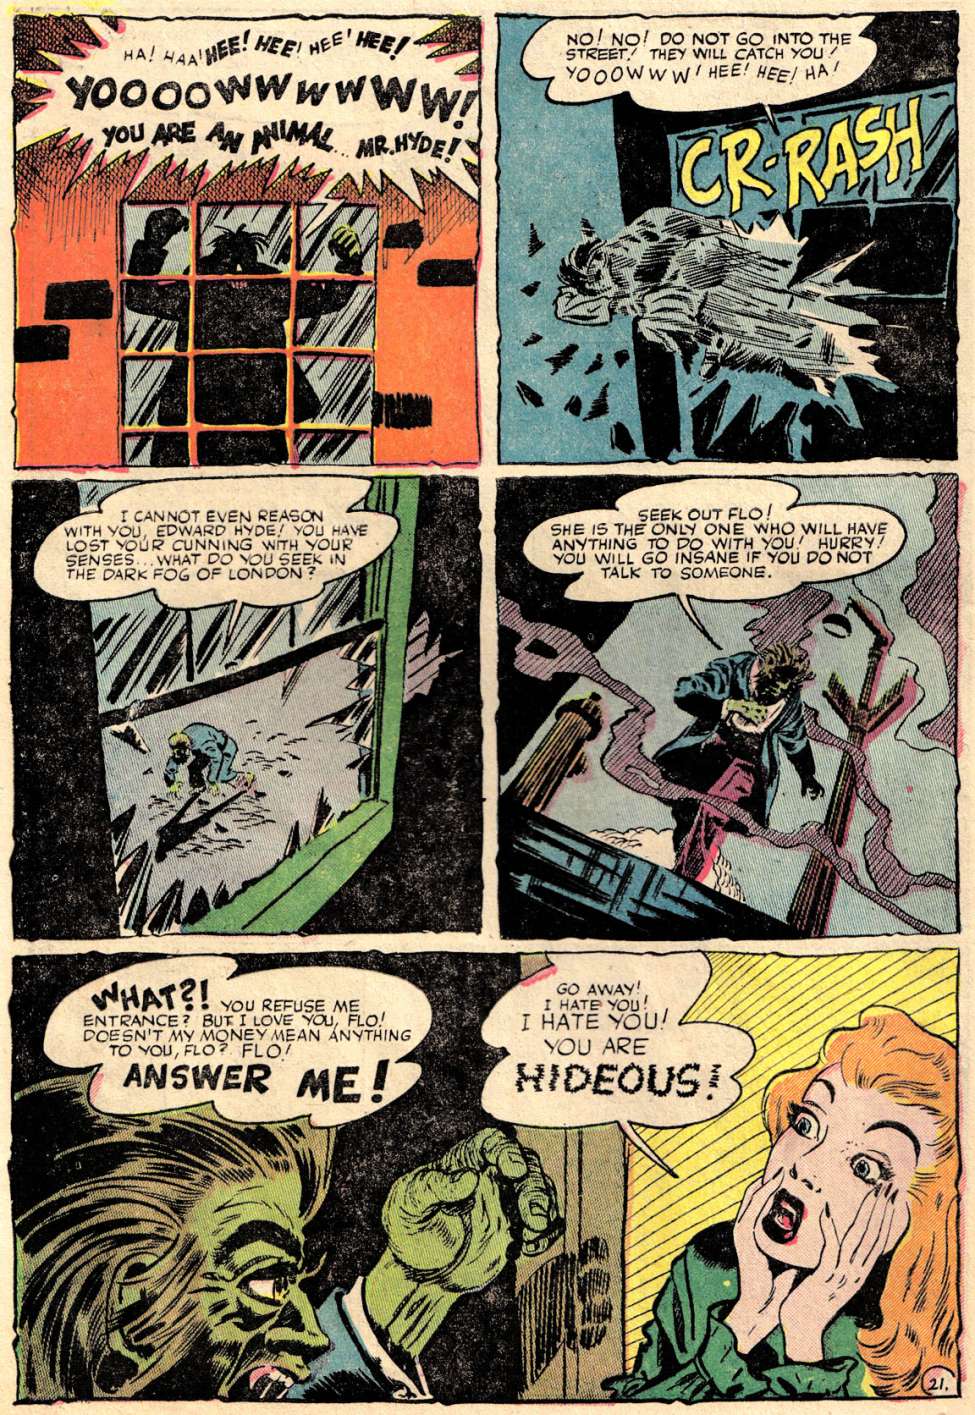 HA! HAA! HEE! HEE! HEE! HEE!
YOOOOWWWWWW!
YOU ARE AN ANIMAL... MR. HYDE!
NO! NO! DO NOT GO INTO THE
STREET! THEY WILL CATCH YOU!
YOOOWWW! HEE! HEE! HA!
CR-RASH
I CANNOT EVEN REASON
WITH YOU, EDWARD HYDE! YOU HAVE
LOST YOUR CUNNING WITH YOUR
SENSES... WHAT DO YOU SEEK IN
THE DARK FOG OF LONDON?
SEEK OUT FLO!
SHE IS THE ONLY ONE WHO WILL HAVE
ANYTHING TO DO WITH YOU! HURRY!
YOU WILL GO INSANE IF YOU DO NOT
TALK TO SOMEONE.
WHAT?! YOU REFUSE ME
ENTRANCE? BUT I LOVE YOU, FLO!
DOESN'T MY MONEY MEAN ANYTHING
TO YOU, FLO? FLO!
ANSWER ME!
GO AWAY!
I HATE YOU!
I HATE YOU!
YOU ARE
HIDEOUS!
21.